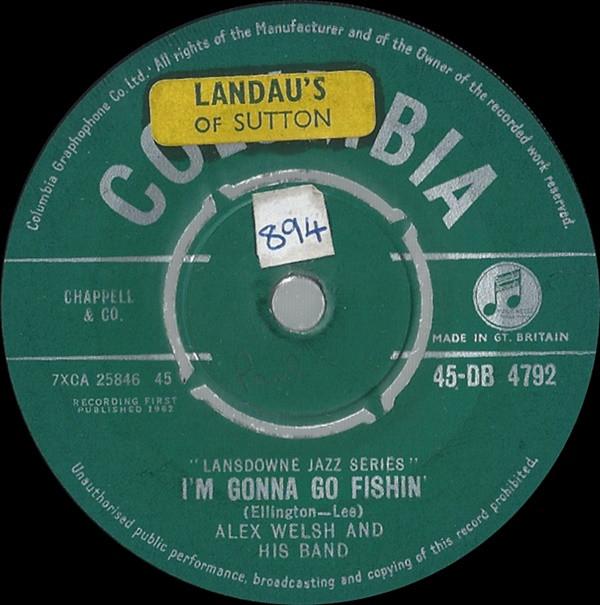 Columbia Graphophone Co. Ltd. · All rights of the Manufacturer and of the Owner of the recorded work reserved.
LANDAU'S
OF SUTTON
COLUMBIA
894
CHAPPELL
& CO.
MADE IN GT. BRITAIN
7XCA 25846 45
45-DB 4792
RECORDING FIRST
PUBLISHED 1962
"LANSDOWNE JAZZ SERIES"
I'M GONNA GO FISHIN'
(Ellington—Lee)
ALEX WELSH AND
HIS BAND
Unauthorised public performance, broadcasting and copying of this record prohibited.